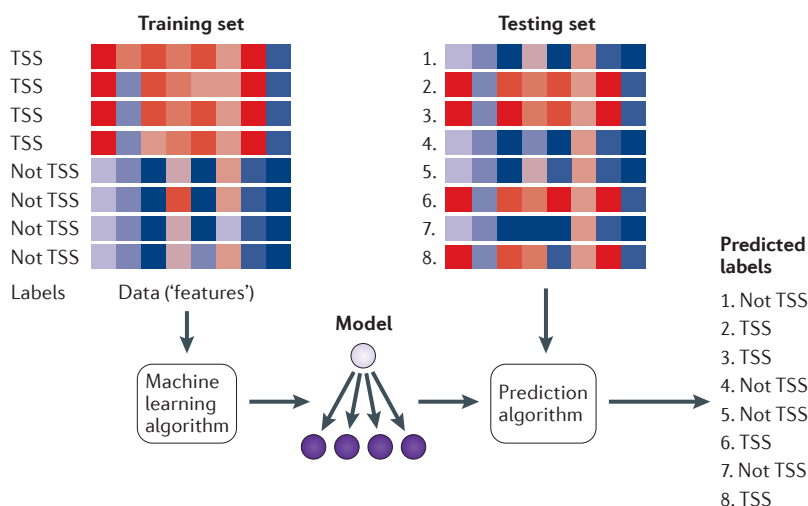 Training set
TSS
TSS
TSS
TSS
Not TSS
Not TSS
Not TSS
Not TSS
Labels
Data (‘features’)
Testing set
1.
2.
3.
4.
5.
6.
7.
8.
Machine
learning
algorithm
Model
Prediction
algorithm
Predicted
labels
1. Not TSS
2. TSS
3. TSS
4. Not TSS
5. Not TSS
6. TSS
7. Not TSS
8. TSS